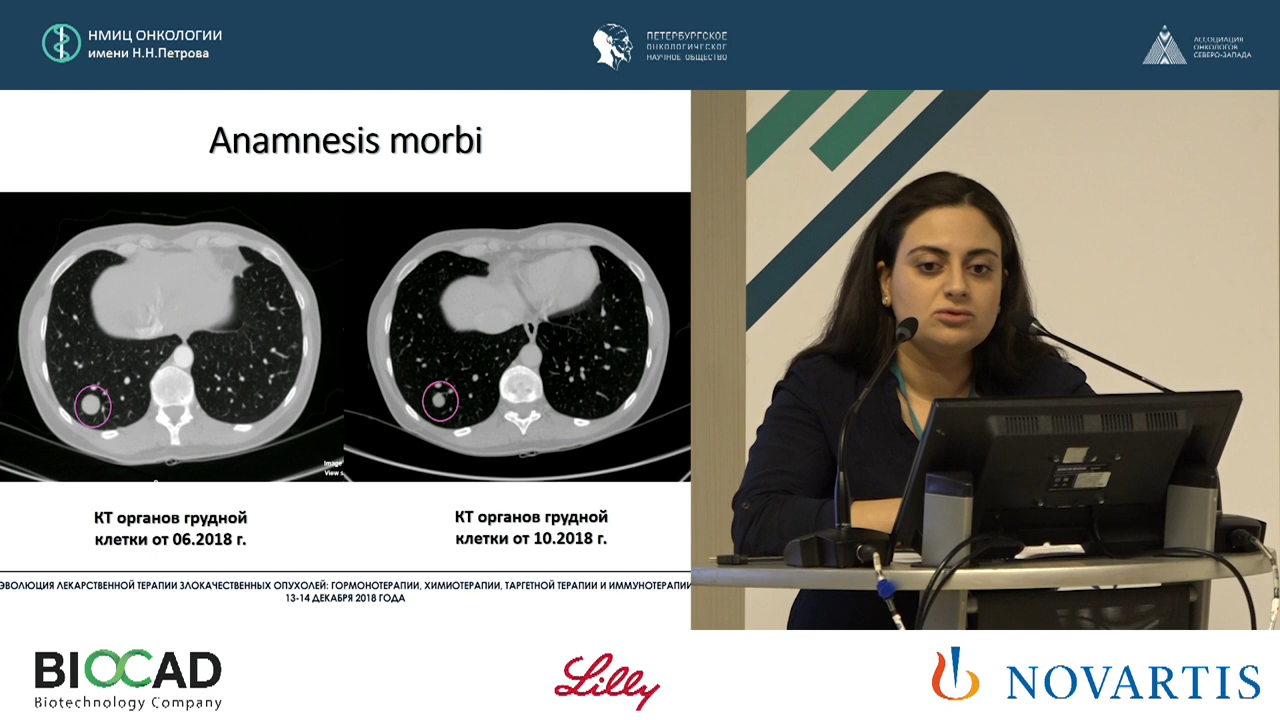 НМИЦ ОНКОЛОГИИ
имени Н.Н.Петрова
ПЕТЕРБУРГСКОЕ
ОНКОЛОГИЧЕСКОЕ
НАУЧНОЕ ОБЩЕСТВО
АССОЦИАЦИЯ
ОНКОЛОГОВ
СЕВЕРО-ЗАПАДА
Anamnesis morbi
Image
View s
КТ органов грудной
клетки от 06.2018 г.
КТ органов грудной
клетки от 10.2018 г.
ЭВОЛЮЦИЯ ЛЕКАРСТВЕННОЙ ТЕРАПИИ ЗЛОКАЧЕСТВЕННЫХ ОПУХОЛЕЙ: ГОРМОНОТЕРАПИИ, ХИМИОТЕРАПИИ, ТАРГЕТНОЙ ТЕРАПИИ И ИММУНОТЕРАПИИ
13-14 ДЕКАБРЯ 2018 ГОДА
BIOCAD
Biotechnology Company
Lilly
NOVARTIS